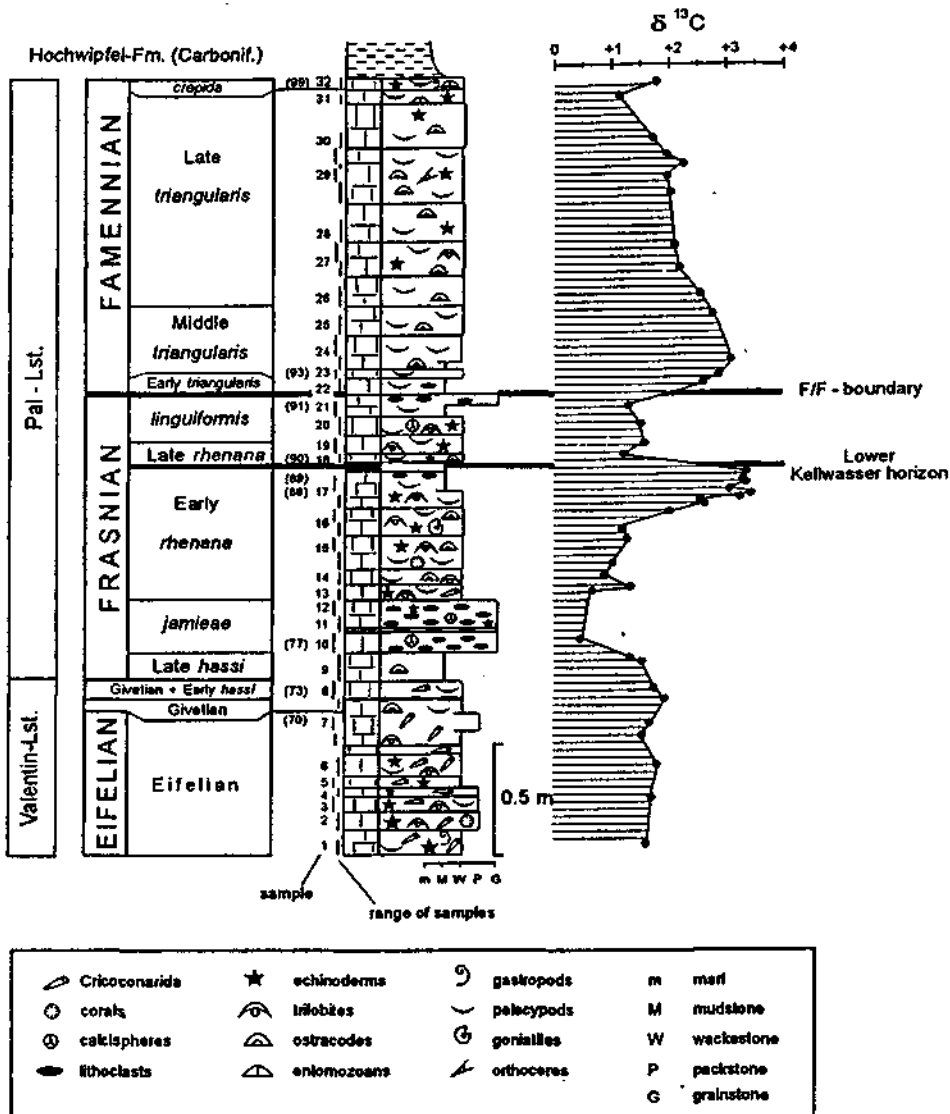 Hochwipfel-Fm. (Carbonif.)
δ 13C
0 +1 +2 +3 +4
Pal - Lst.
Valentin-Lst.
FAMENNIAN
FRASNIAN
EIFELIAN
crepida
Late
triangularis
Middle
triangularis
Early triangularis
linguiformis
Late rhenana
Early
rhenana
jamieae
Late hassi
Givetian + Early hassi
Givetian
Eifelian
(99)
(93)
(91)
(90)
(89)
(88)
(77)
(73)
(70)
32
31
30
29
28
27
26
25
24
23
22
21
20
19
18
17
16
15
14
13
12
11
10
9
8
7
6
5
4
3
2
1
F/F - boundary
Lower
Kellwasser horizon
0.5 m
m M W P G
sample
range of samples
Cricoconarida echinoderms gastropods m marl
corals trilobites pelecypods M mudstone
calcispheres ostracodes goniatites W wackestone
lithoclasts entomozoans orthoceres P packstone
G grainstone